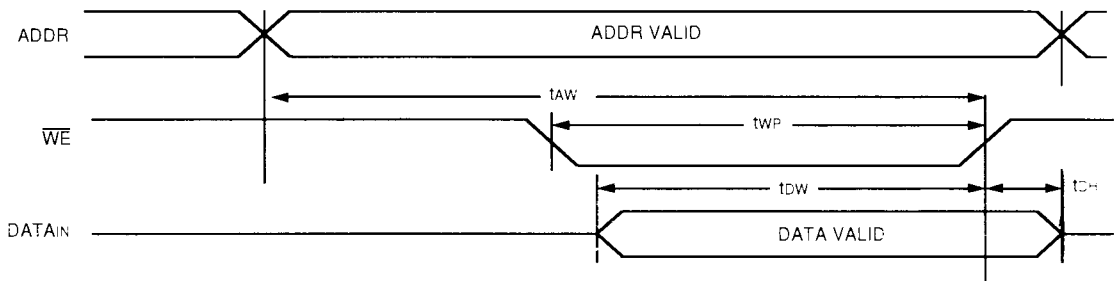 ADDR
ADDR VALID
tAW
WE
tWP
tDW
tDH
DATAIN
DATA VALID